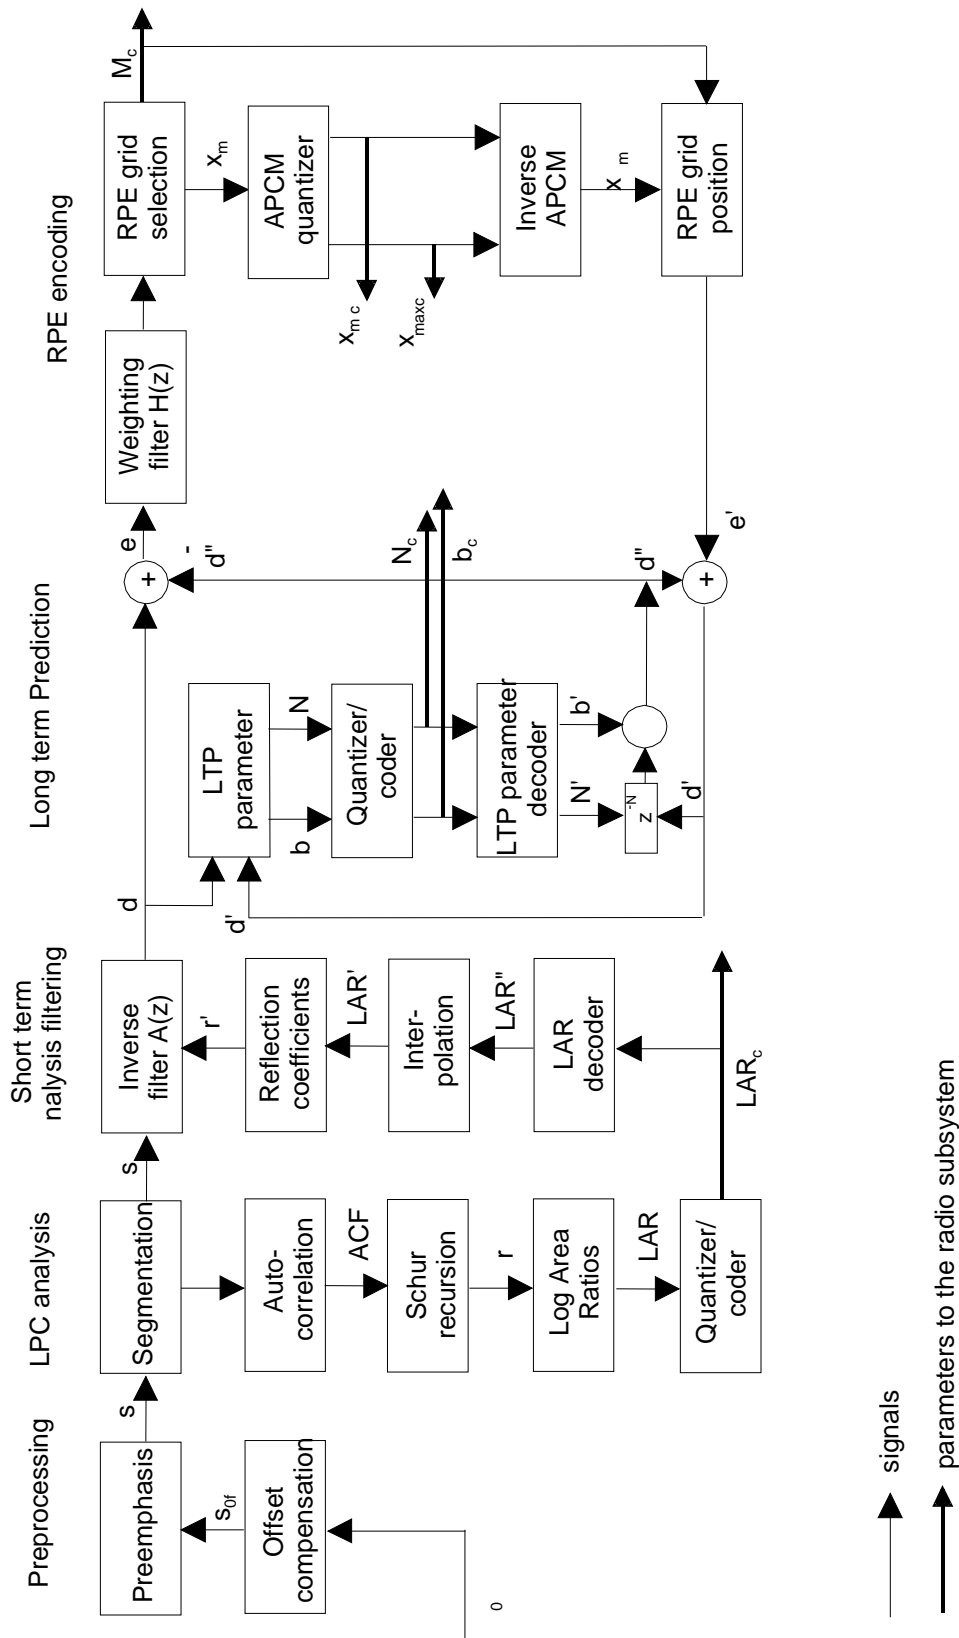 Preprocessing
LPC analysis
Short term
nalysis filtering
Long term Prediction
RPE encoding
Preemphasis
s
Segmentation
s
Inverse
filter A(z)
d
+
e
Weighting
filter H(z)
RPE grid
selection
Mc
s0f
Offset
compensation
0
Auto-
correlation
ACF
Schur
recursion
r
Log Area
Ratios
LAR
Quantizer/
coder
LARc
r'
Reflection
coefficients
LAR'
Inter-
polation
LAR"
LAR
decoder
d'
LTP
parameter
b
N
Quantizer/
coder
Nc
bc
LTP parameter
decoder
N'
b'
z-N
d'
-
d"
d"
+
e'
xm
APCM
quantizer
xm c
xmaxc
Inverse
APCM
x m
RPE grid
position
signals
parameters to the radio subsystem